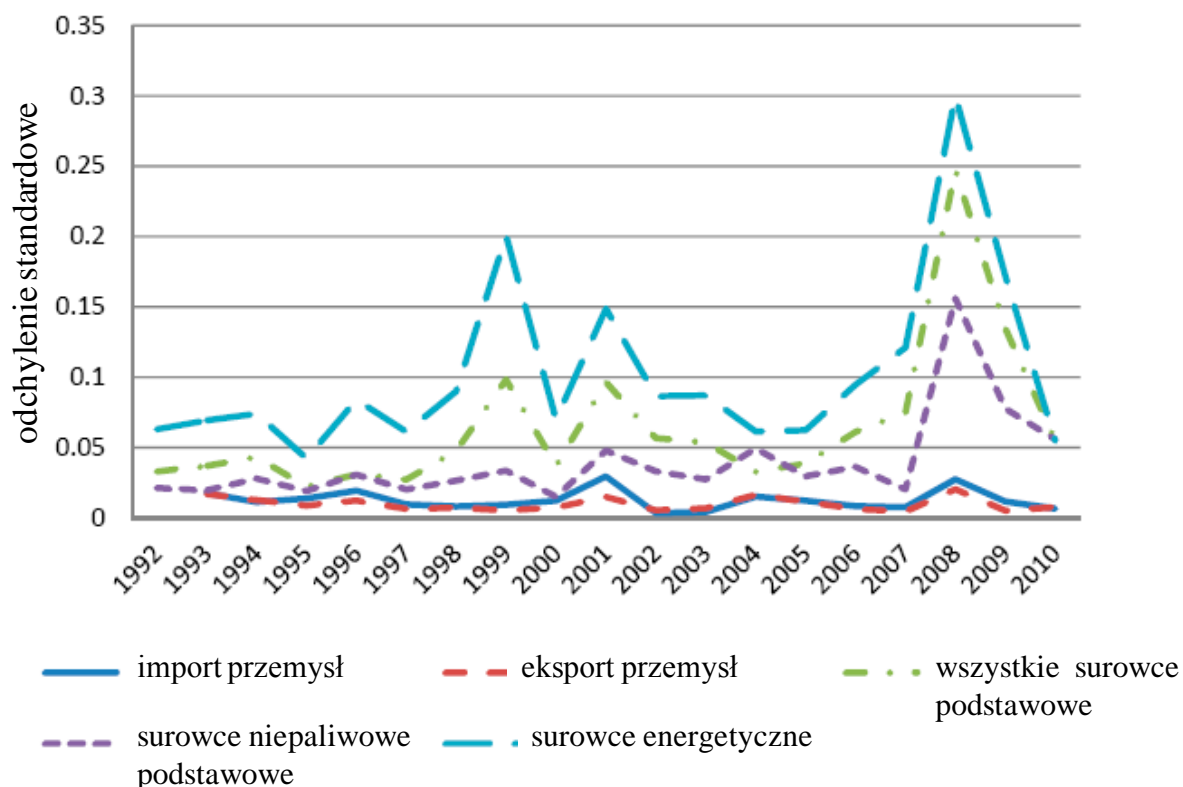 0.35
0.3
0.25
0.2
0.15
0.1
0.05
0
odchylenie standardowe
1992 1993 1994 1995 1996 1997 1998 1999 2000 2001 2002 2003 2004 2005 2006 2007 2008 2009 2010
import przemysł eksport przemysł wszystkie surowce
podstawowe
surowce niepaliwowe surowce energetyczne
podstawowe